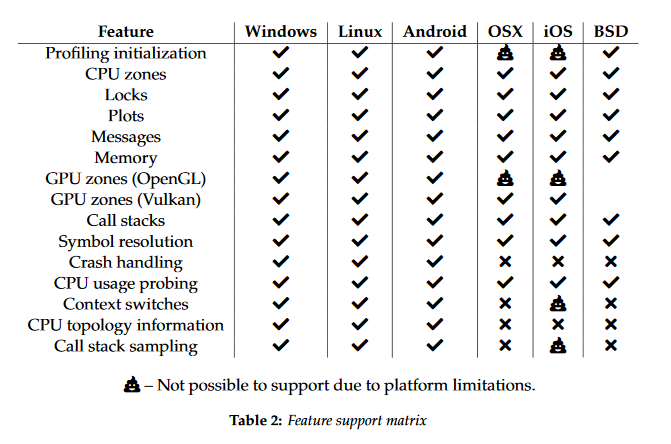 Feature Windows Linux Android OSX iOS BSD
Profiling initialization ✔ ✔ ✔ 💩 💩 ✔
CPU zones ✔ ✔ ✔ ✔ ✔ ✔
Locks ✔ ✔ ✔ ✔ ✔ ✔
Plots ✔ ✔ ✔ ✔ ✔ ✔
Messages ✔ ✔ ✔ ✔ ✔ ✔
Memory ✔ ✔ ✔ ✔ ✔ ✔
GPU zones (OpenGL) ✔ ✔ ✔ 💩 💩
GPU zones (Vulkan) ✔ ✔ ✔ ✔ ✔
Call stacks ✔ ✔ ✔ ✔ ✔ ✔
Symbol resolution ✔ ✔ ✔ ✔ ✔ ✔
Crash handling ✔ ✔ ✔ ✖ ✖ ✖
CPU usage probing ✔ ✔ ✔ ✔ ✔ ✔
Context switches ✔ ✔ ✔ ✖ 💩 ✖
CPU topology information ✔ ✔ ✔ ✖ ✖ ✖
Call stack sampling ✔ ✔ ✔ ✖ 💩 ✖
💩 – Not possible to support due to platform limitations.
Table 2: Feature support matrix